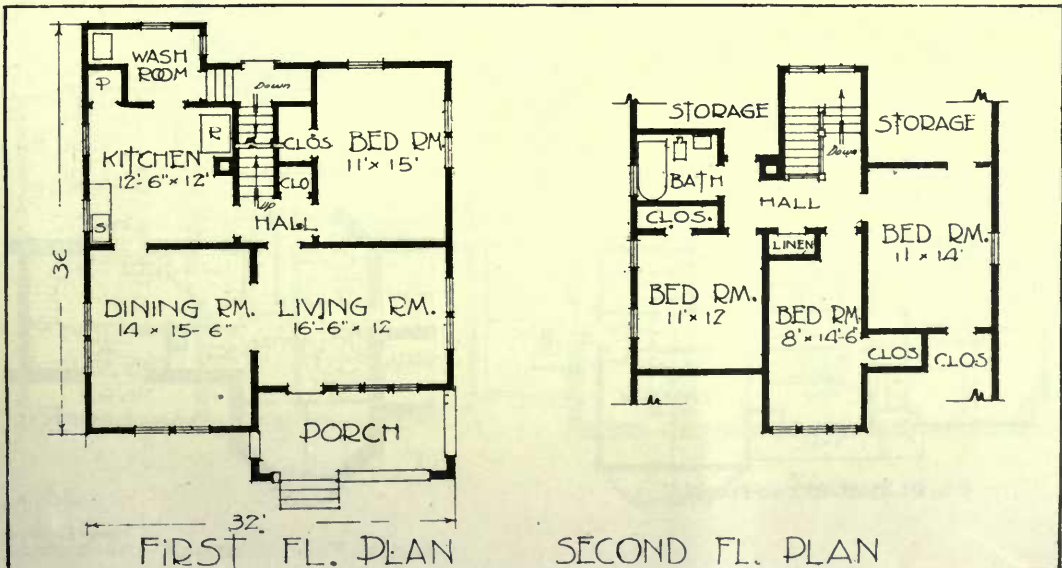 WASH
ROOM
P
Down
R
KITCHEN
12'-6" x 12'
CLOS
BED RM.
11' x 15'
CLO
UP
HALL
S
36
DINING RM.
14 x 15-6"
LIVING RM.
16'-6" x 12
PORCH
32'
FIRST FL. PLAN
STORAGE
STORAGE
Down
BATH
CLOS.
HALL
LINEN
BED RM.
11 x 14'
BED RM.
11' x 12'
BED RM.
8' x 14'-6
CLOS
CLOS
SECOND FL. PLAN